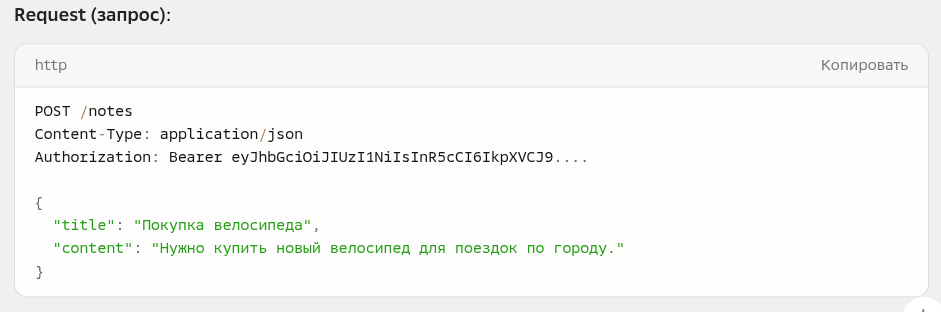 Request (запрос):
http
Копировать
POST /notes
Content-Type: application/json
Authorization: Bearer eyJhbGciOiJIUzI1NiIsInR5cCI6IkpXVCJ9....
{
"title": "Покупка велосипеда",
"content": "Нужно купить новый велосипед для поездок по городу."
}